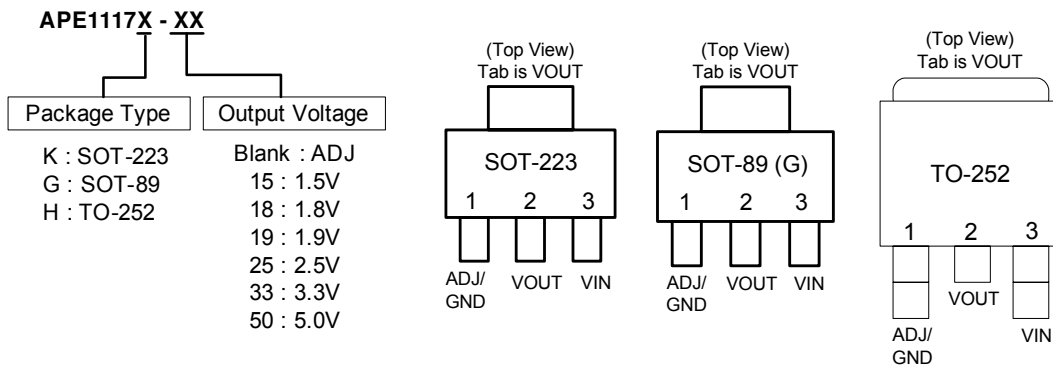 APE1117X - XX
Package Type
Output Voltage
K : SOT-223
G : SOT-89
H : TO-252
Blank : ADJ
15 : 1.5V
18 : 1.8V
19 : 1.9V
25 : 2.5V
33 : 3.3V
50 : 5.0V
(Top View)
Tab is VOUT
SOT-223
1 2 3
ADJ/
GND
VOUT
VIN
(Top View)
Tab is VOUT
SOT-89 (G)
1 2 3
ADJ/
GND
VOUT
VIN
(Top View)
Tab is VOUT
TO-252
1 2 3
VOUT
ADJ/
GND
VIN